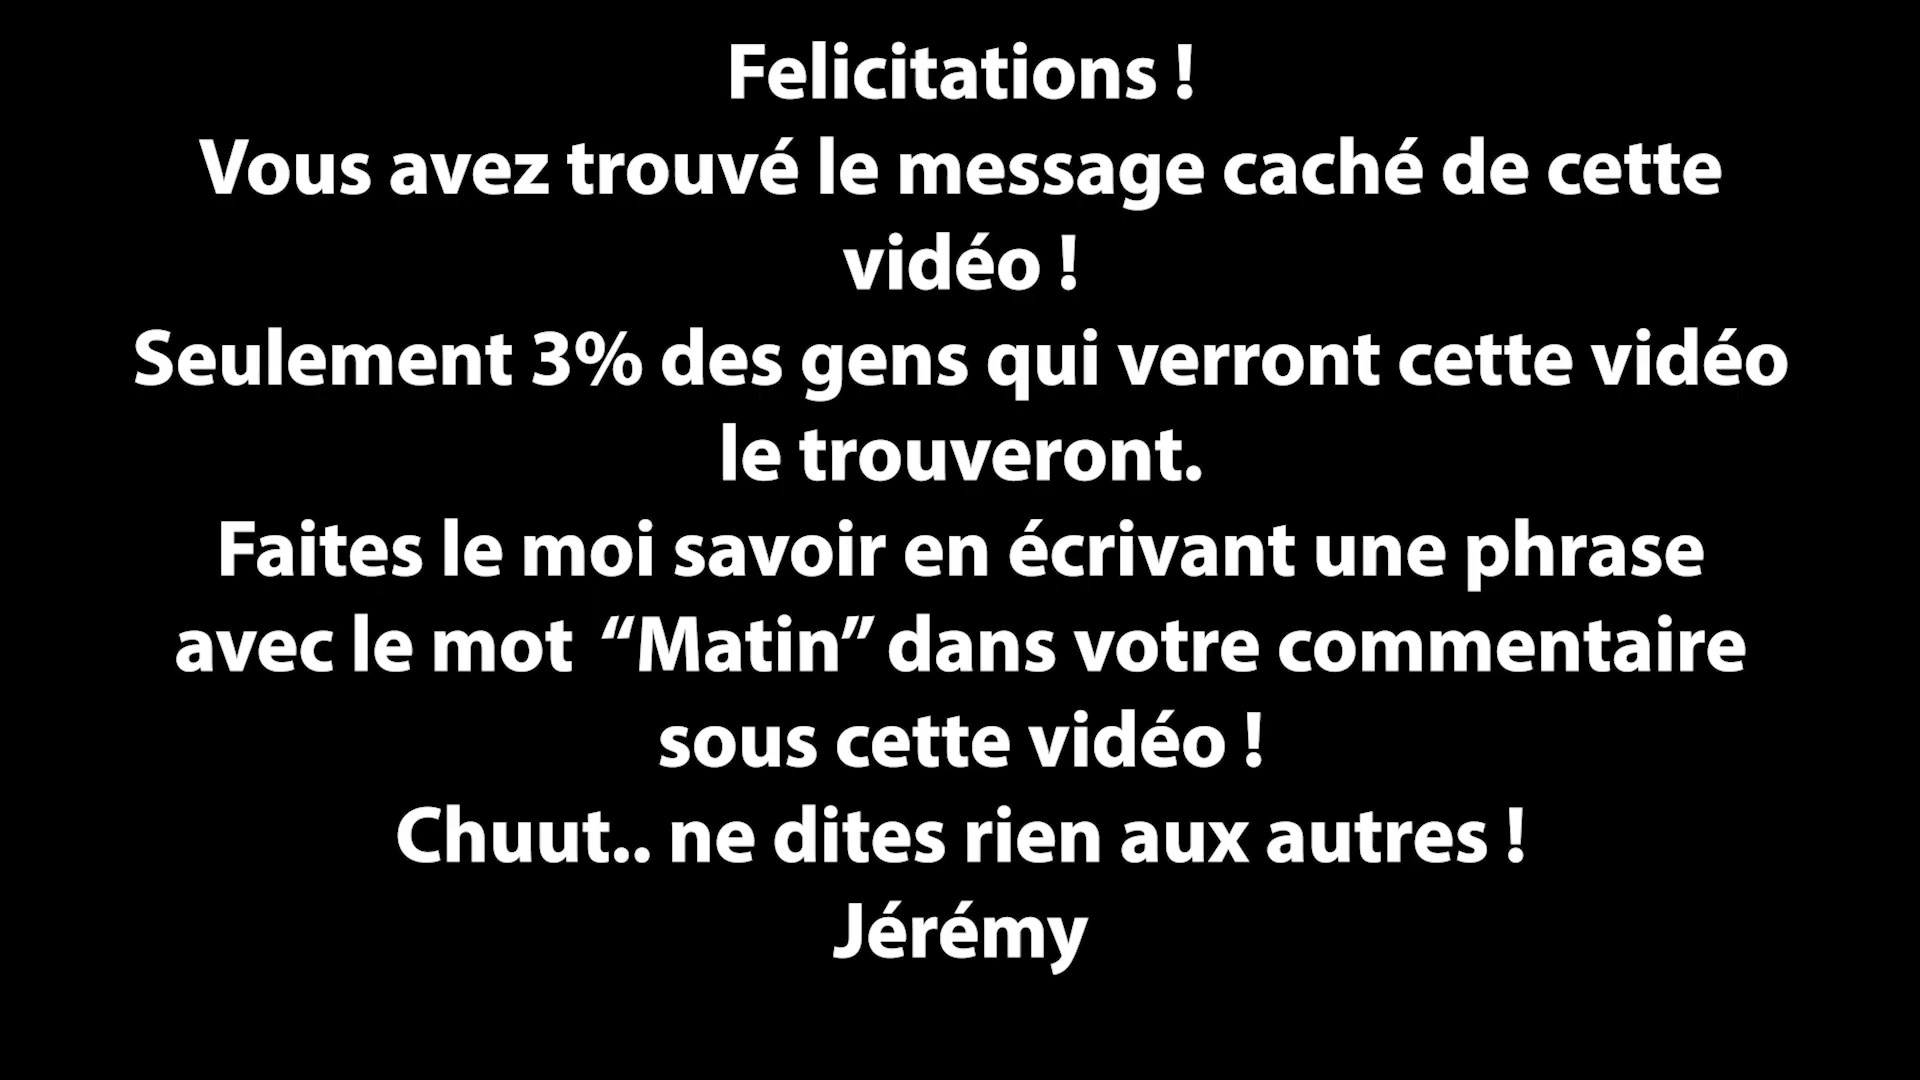 Felicitations !
Vous avez trouvé le message caché de cette
vidéo !
Seulement 3% des gens qui verront cette vidéo
le trouveront.
Faites le moi savoir en écrivant une phrase
avec le mot “Matin” dans votre commentaire
sous cette vidéo !
Chuut.. ne dites rien aux autres !
Jérémy